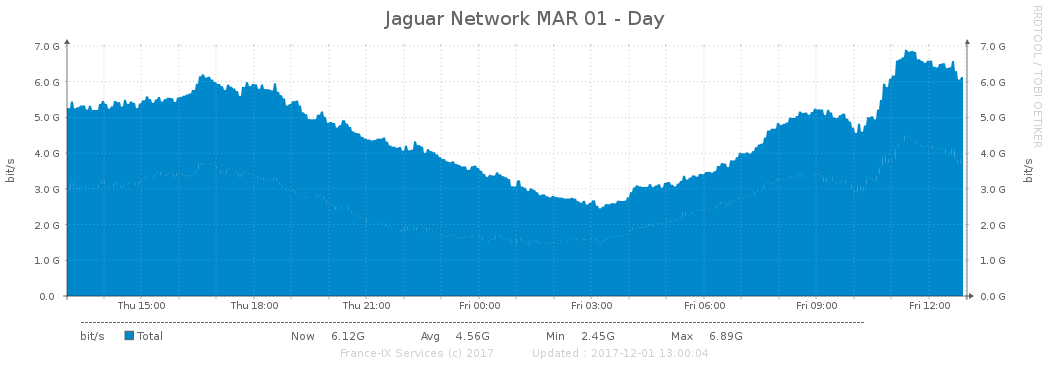 Jaguar Network MAR 01 - Day
RRDTOOL / TOBI OETIKER
bit/s
7.0 G
6.0 G
5.0 G
4.0 G
3.0 G
2.0 G
1.0 G
0.0
7.0 G
6.0 G
5.0 G
4.0 G
3.0 G
2.0 G
1.0 G
0.0 G
bit/s
Thu 15:00 Thu 18:00 Thu 21:00 Fri 00:00 Fri 03:00 Fri 06:00 Fri 09:00 Fri 12:00
bit/s Total Now 6.12G Avg 4.56G Min 2.45G Max 6.89G
France-IX Services (c) 2017 Updated : 2017-12-01 13:00:04